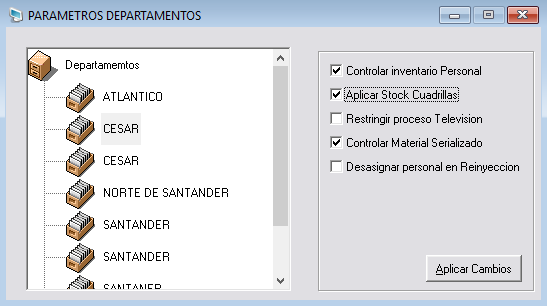 PARAMETROS DEPARTAMENTOS
Departamemtos
ATLANTICO
CESAR
CESAR
NORTE DE SANTANDER
SANTANDER
SANTANDER
SANTANER
Controlar inventario Personal
Aplicar Stock Cuadrillas
Restringir proceso Television
Controlar Material Serializado
Desasignar personal en Reinyeccion
Aplicar Cambios